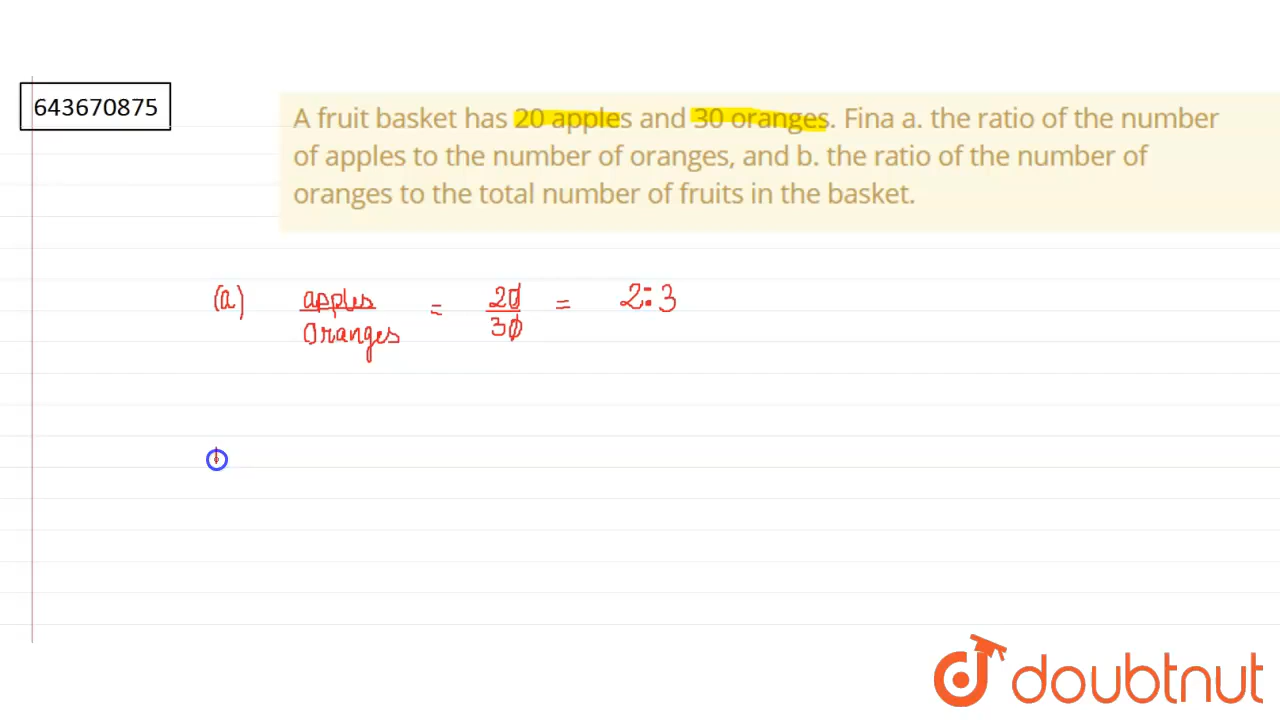 643670875
A fruit basket has 20 apples and 30 oranges. Fina a. the ratio of the number
of apples to the number of oranges, and b. the ratio of the number of
oranges to the total number of fruits in the basket.
(a) apples = 20 = 2:3
Oranges 30
doubtnut